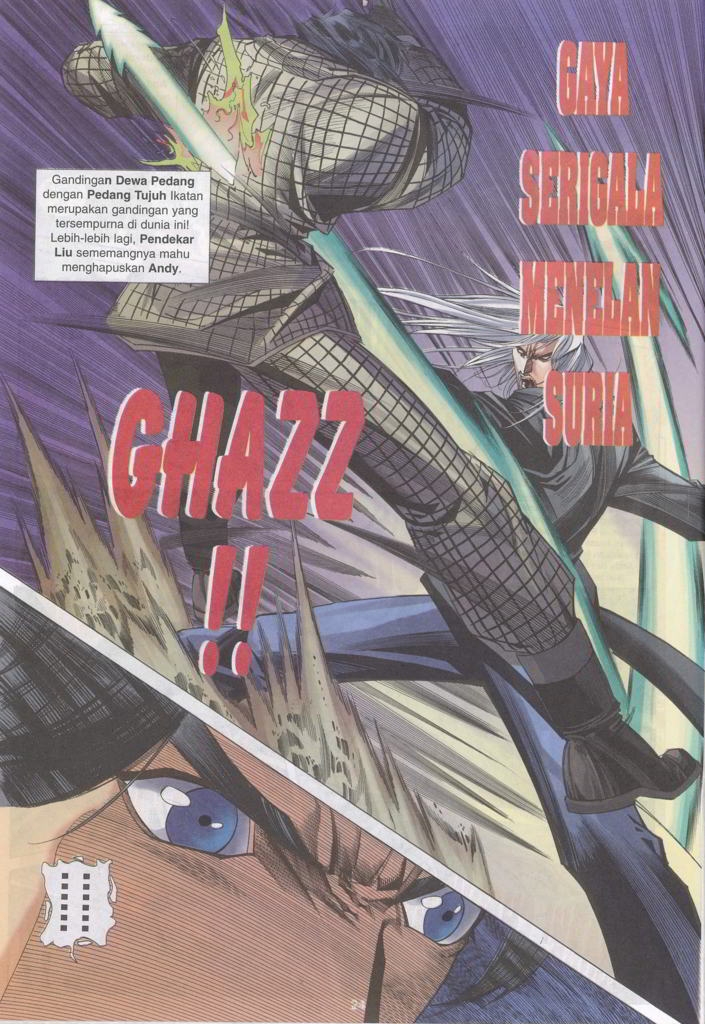 GAYA
SERIGALA
MENELAN
SURIA
Gandingan Dewa Pedang
dengan Pedang Tujuh Ikatan
merupakan gandingan yang
tersempurna di dunia ini!
Lebih-lebih lagi, Pendekar
Liu sememangnya mahu
menghapuskan Andy.
GHAZZ
!!
24